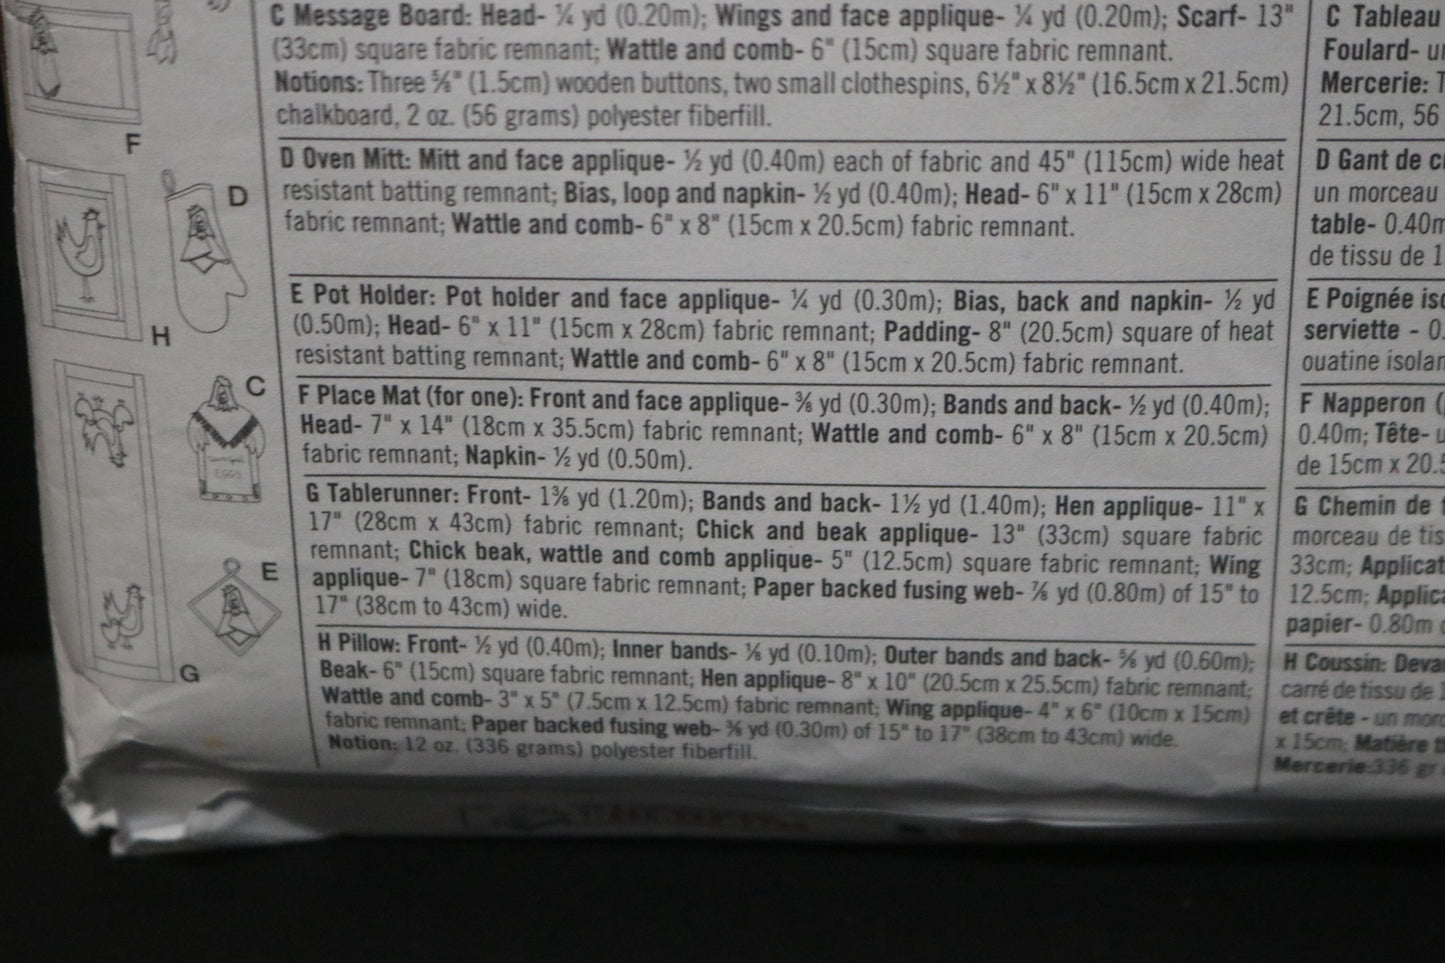 C Message Board: Head- ¼ yd (0.20m); Wings and face applique- ¼ yd (0.20m); Scarf- 13"
(33cm) square fabric remnant; Wattle and comb- 6" (15cm) square fabric remnant.
Notions: Three ⅝" (1.5cm) wooden buttons, two small clothespins, 6½" x 8½" (16.5cm x 21.5cm)
chalkboard, 2 oz. (56 grams) polyester fiberfill.
D Oven Mitt: Mitt and face applique- ½ yd (0.40m) each of fabric and 45" (115cm) wide heat
resistant batting remnant; Bias, loop and napkin- ½ yd (0.40m); Head- 6" x 11" (15cm x 28cm)
fabric remnant; Wattle and comb- 6" x 8" (15cm x 20.5cm) fabric remnant.
E Pot Holder: Pot holder and face applique- ¼ yd (0.30m); Bias, back and napkin- ½ yd
(0.50m); Head- 6" x 11" (15cm x 28cm) fabric remnant; Padding- 8" (20.5cm) square of heat
resistant batting remnant; Wattle and comb- 6" x 8" (15cm x 20.5cm) fabric remnant.
F Place Mat (for one): Front and face applique- ⅜ yd (0.30m); Bands and back- ½ yd (0.40m);
Head- 7" x 14" (18cm x 35.5cm) fabric remnant; Wattle and comb- 6" x 8" (15cm x 20.5cm)
fabric remnant; Napkin- ½ yd (0.50m).
G Tablerunner: Front- 1⅜ yd (1.20m); Bands and back- 1½ yd (1.40m); Hen applique- 11" x
17" (28cm x 43cm) fabric remnant; Chick and beak applique- 13" (33cm) square fabric
remnant; Chick beak, wattle and comb applique- 5" (12.5cm) square fabric remnant; Wing
applique- 7" (18cm) square fabric remnant; Paper backed fusing web- ⅞ yd (0.80m) of 15" to
17" (38cm to 43cm) wide.
H Pillow: Front- ½ yd (0.40m); Inner bands- ⅛ yd (0.10m); Outer bands and back- ⅝ yd (0.60m);
Beak- 6" (15cm) square fabric remnant; Hen applique- 8" x 10" (20.5cm x 25.5cm) fabric remnant;
Wattle and comb- 3" x 5" (7.5cm x 12.5cm) fabric remnant; Wing applique- 4" x 6" (10cm x 15cm)
fabric remnant; Paper backed fusing web- ⅜ yd (0.30m) of 15" to 17" (38cm to 43cm) wide.
Notion: 12 oz. (336 grams) polyester fiberfill.
C Tableau
Foulard-
Mercerie:
21.5cm, 56
D Gant de
un morceau
table- 0.40m
de tissu de
E Poignée
serviette - 0.
ouatine
F Napperon (
0.40m; Tête-
de 15cm x 20.5
G Chemin de
morceau de
33cm;
12.5cm;
papier- 0.80m
H Coussin:
carré de tissu de
et crête - un
x 15cm; Matière
Mercerie: 336 gr
F
D
H
C
EGGS
E
G